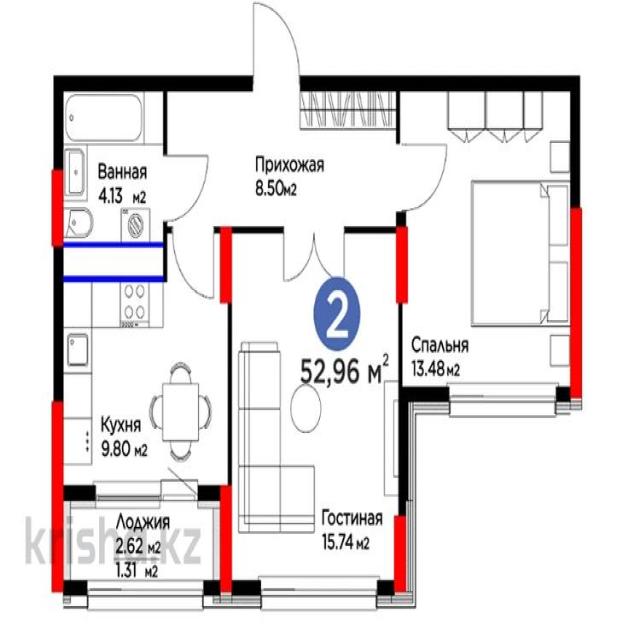 Ванная
4.13 м2
Прихожая
8.50м2
2
52,96 м2
Спальня
13.48м2
Кухня
9.80 м2
Гостиная
15.74 м2
Лоджия
2.62 м2
1.31 м2
krisha.kz